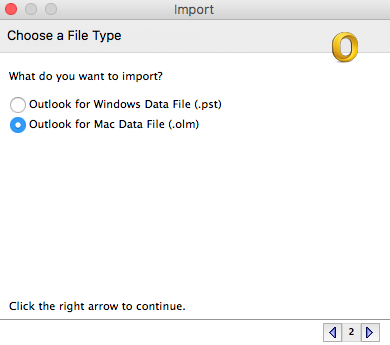 Import
Choose a File Type
What do you want to import?
Outlook for Windows Data File (.pst)
Outlook for Mac Data File (.olm)
Click the right arrow to continue.
2